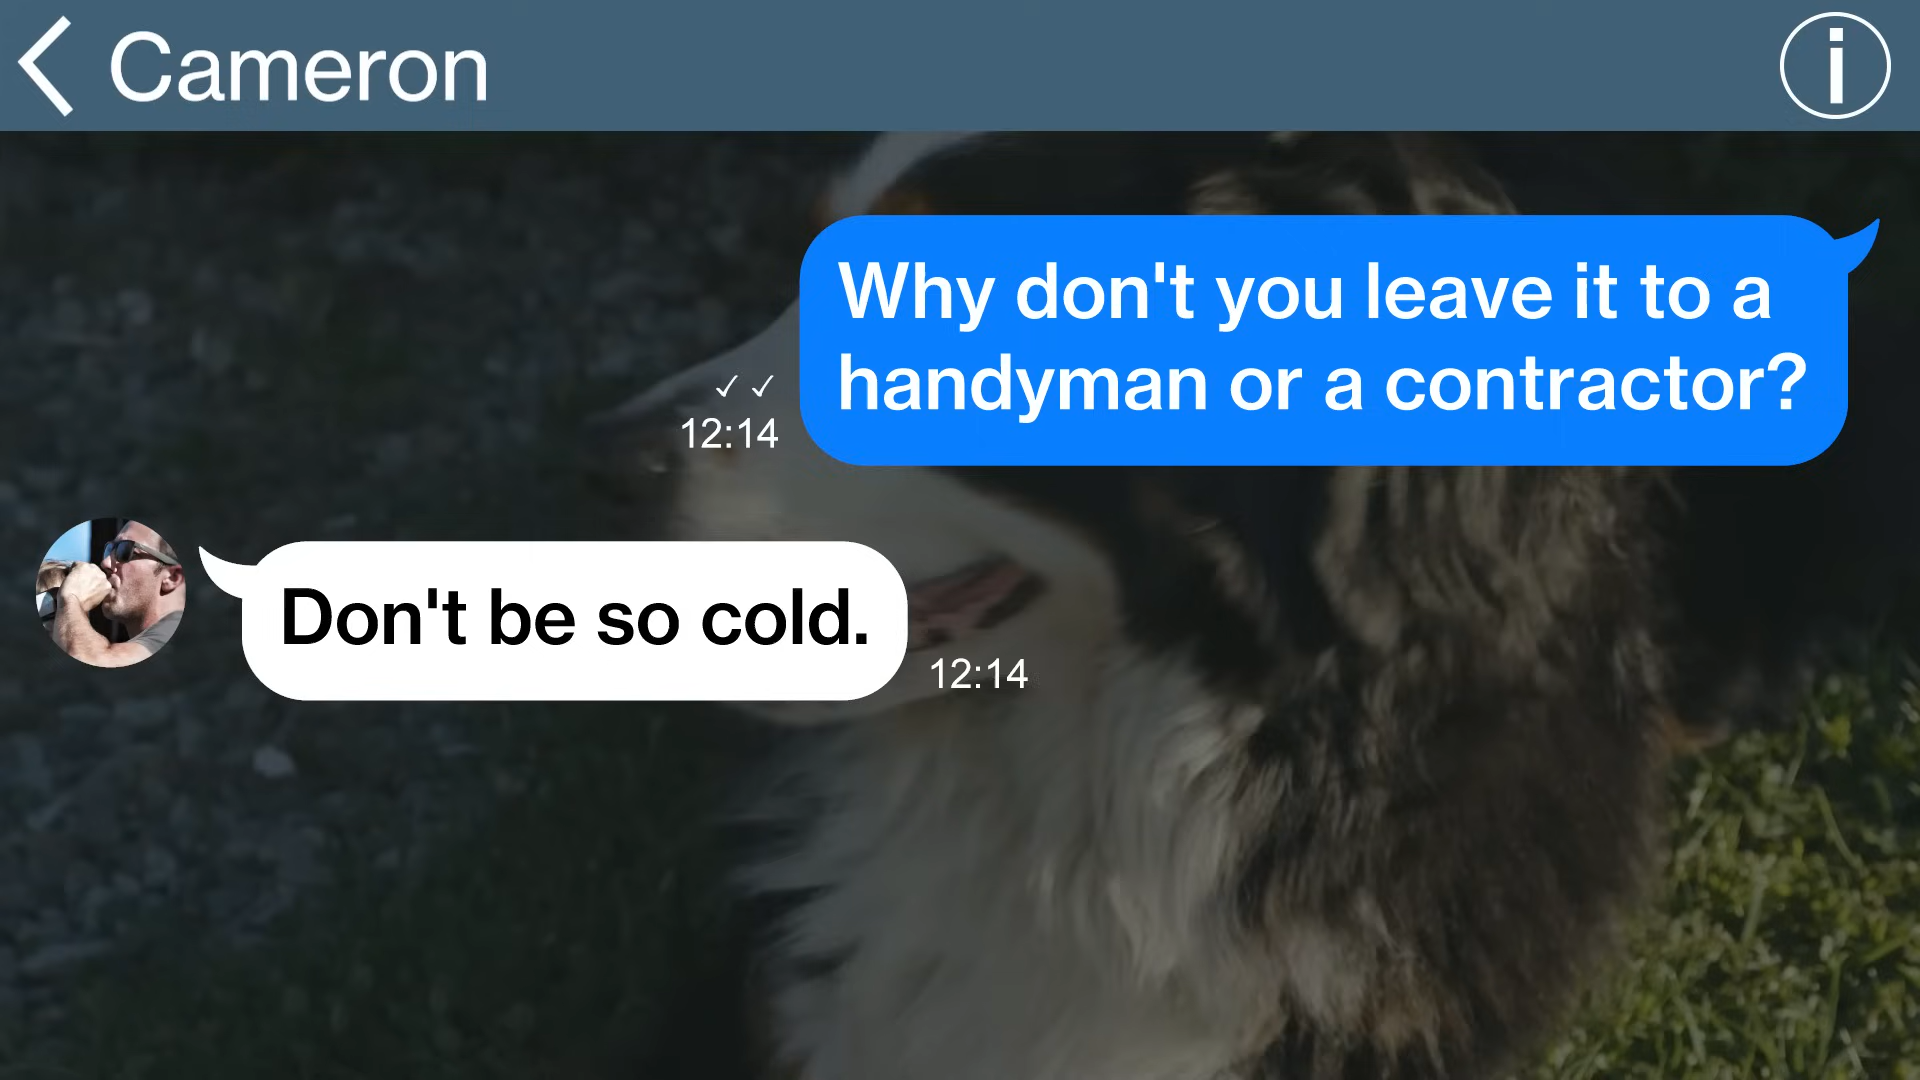 Cameron
Why don't you leave it to a
handyman or a contractor?
✓ ✓
12:14
Don't be so cold.
12:14